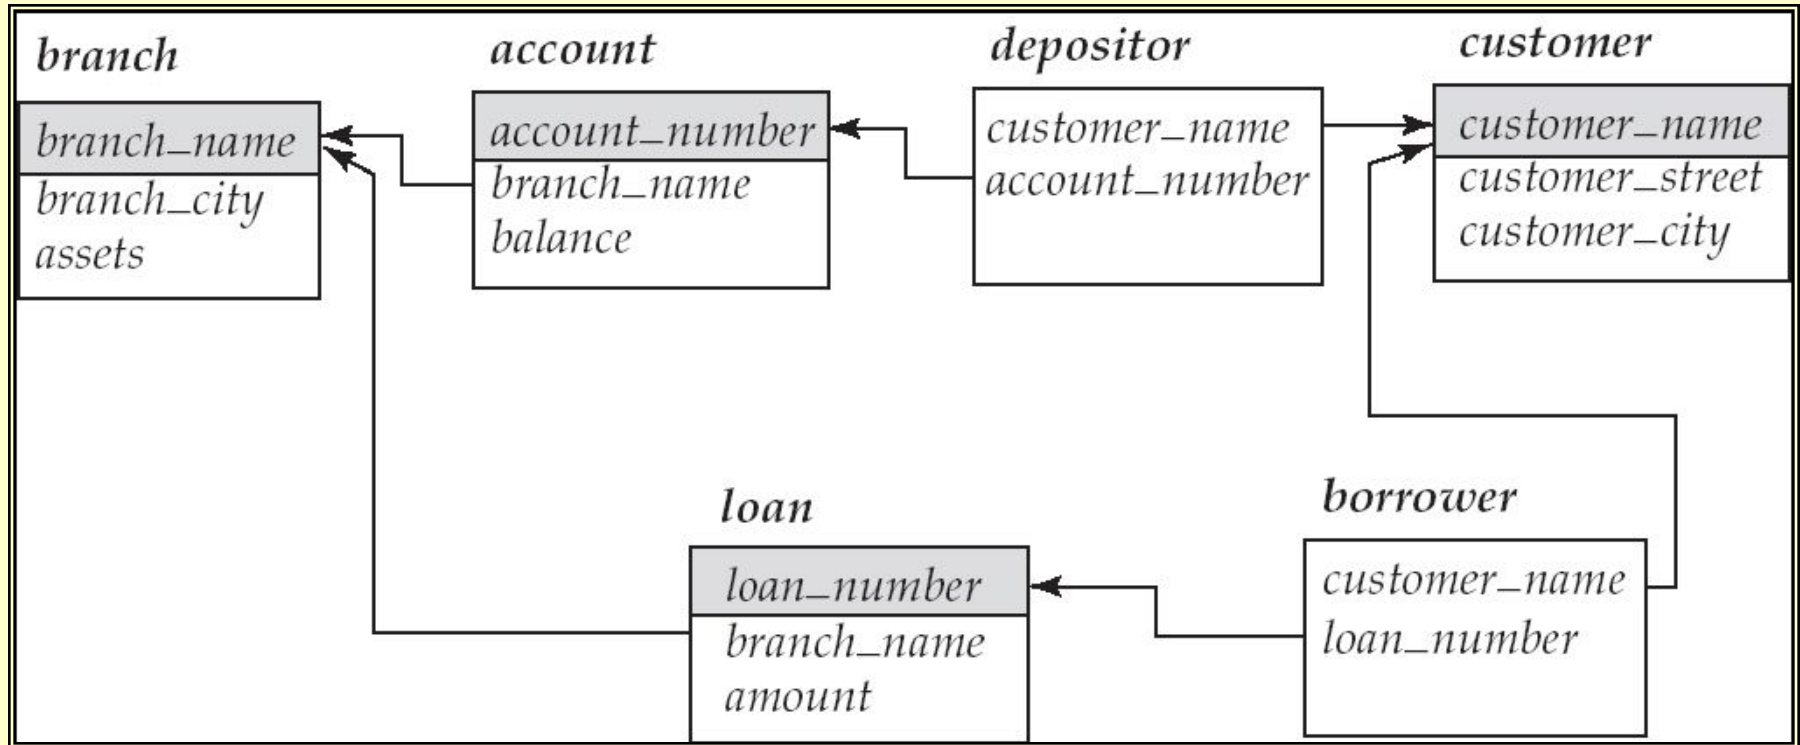 branch
branch_name
branch_city
assets
account
account_number
branch_name
balance
depositor
customer_name
account_number
customer
customer_name
customer_street
customer_city
loan
loan_number
branch_name
amount
borrower
customer_name
loan_number